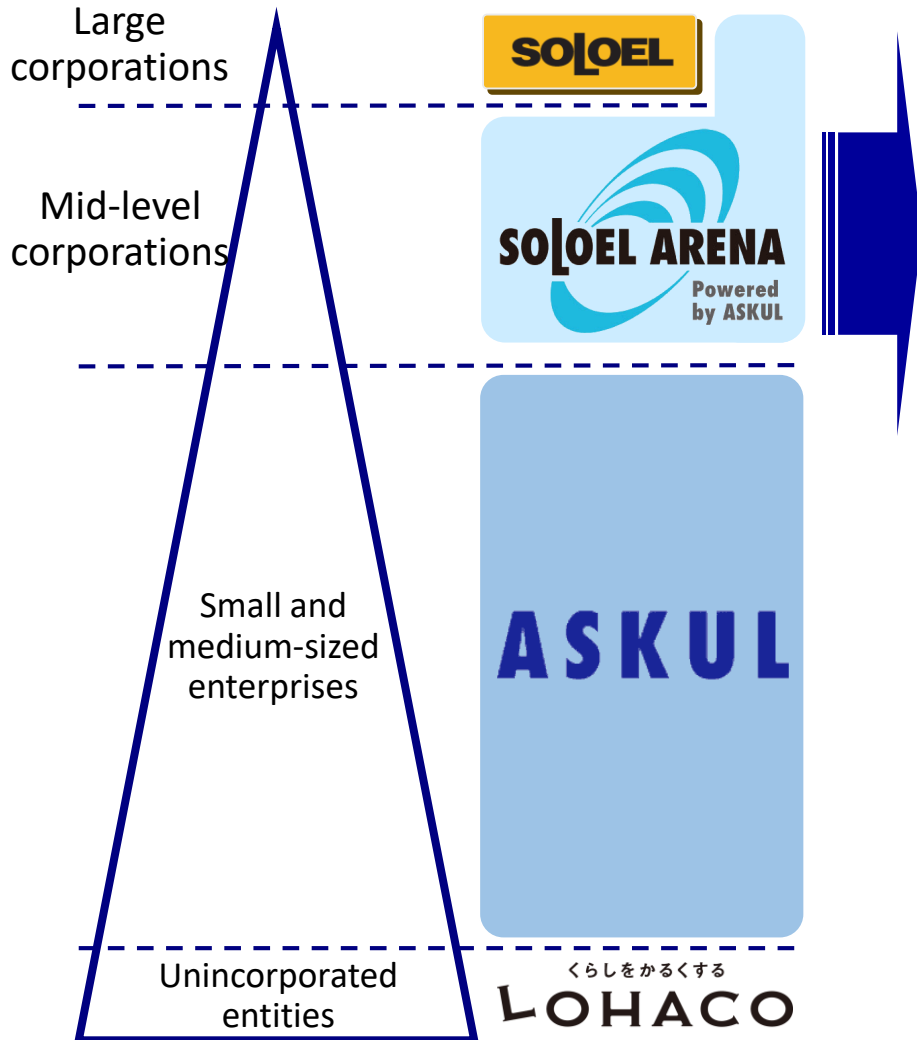 Large
corporations
SOLOEL
Mid-level
corporations
SOLOEL ARENA
Powered
by ASKUL
Small and
medium-sized
enterprises
ASKUL
Unincorporated
entities
くらしをかるくする
LOHACO